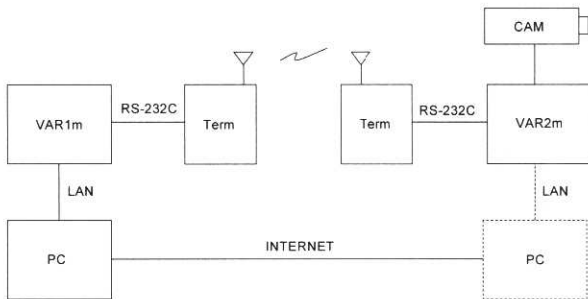 CAM
RS-232C
RS-232C
VAR1m
Term
Term
VAR2m
LAN
LAN
INTERNET
PC
PC